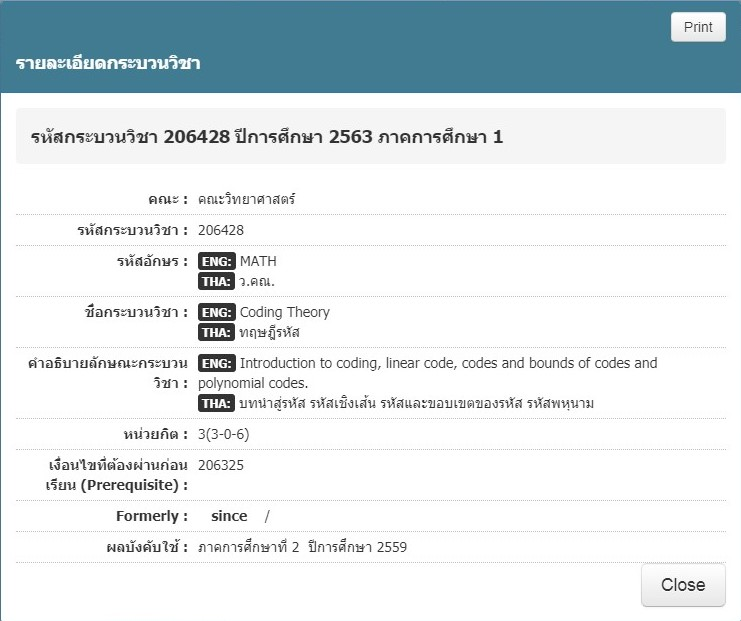 Print
รายละเอียดกระบวนวิชา
รหัสกระบวนวิชา 206428 ปีการศึกษา 2563 ภาคการศึกษา 1
คณะ : คณะวิทยาศาสตร์
รหัสกระบวนวิชา : 206428
รหัสอักษร : ENG: MATH
THA: ว.คณ.
ชื่อกระบวนวิชา : ENG: Coding Theory
THA: ทฤษฎีรหัส
คำอธิบายลักษณะกระบวน ENG: Introduction to coding, linear code, codes and bounds of codes and
วิชา : polynomial codes.
THA: บทนำสู่รหัส รหัสเชิงเส้น รหัสและขอบเขตของรหัส รหัสพหุนาม
หน่วยกิต : 3(3-0-6)
เงื่อนไขที่ต้องผ่านก่อน 206325
เรียน (Prerequisite) :
Formerly : since /
ผลบังคับใช้ : ภาคการศึกษาที่ 2 ปีการศึกษา 2559
Close